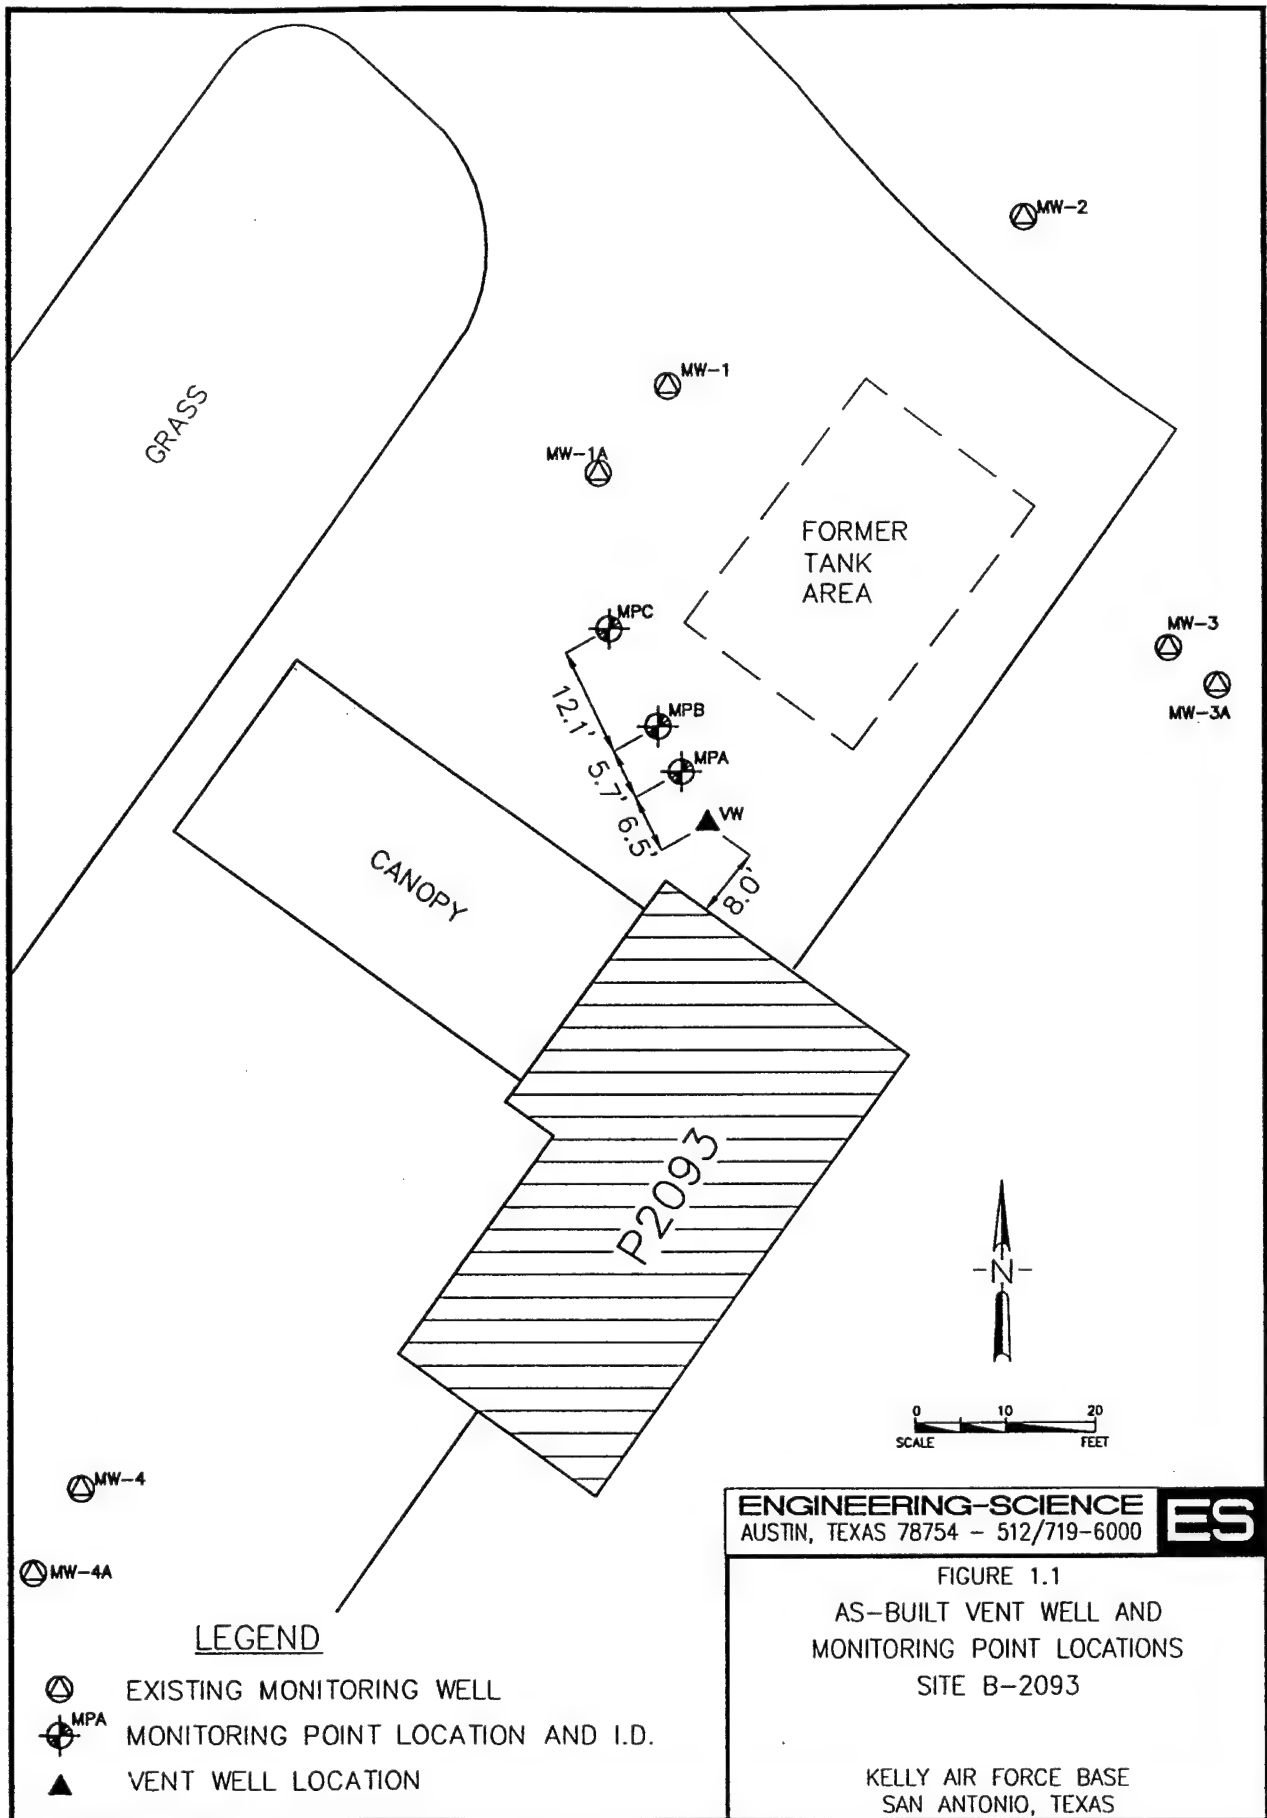 MW-2
MW-1
GRASS
MW-1A
FORMER
TANK
AREA
MPC
MW-3
MW-3A
12.1'
MPB
5.7'
MPA
6.5'
VW
8.0'
CANOPY
P2093
-N-
0 10 20
SCALE FEET
MW-4
MW-4A
ENGINEERING-SCIENCE
AUSTIN, TEXAS 78754 - 512/719-6000
ES
FIGURE 1.1
AS-BUILT VENT WELL AND
MONITORING POINT LOCATIONS
SITE B-2093
KELLY AIR FORCE BASE
SAN ANTONIO, TEXAS
LEGEND
EXISTING MONITORING WELL
MPA
MONITORING POINT LOCATION AND I.D.
VENT WELL LOCATION